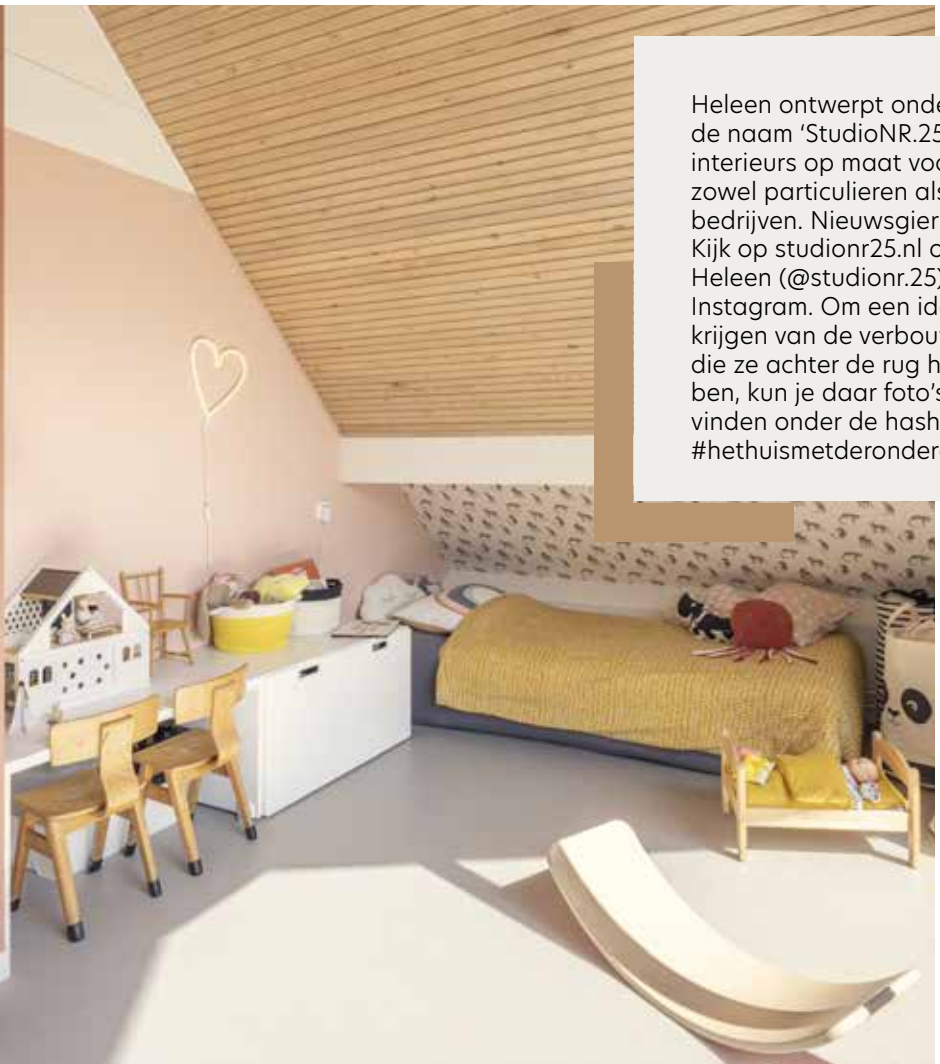 Heleen ontwerpt onde
de naam ‘StudioNR.25
interieurs op maat voo
zowel particulieren als
bedrijven. Nieuwsgier
Kijk op studionr25.nl o
Heleen (@studionr.25)
Instagram. Om een ide
krijgen van de verbou
die ze achter de rug h
ben, kun je daar foto’s
vinden onder de hash
#hethuismetderonder